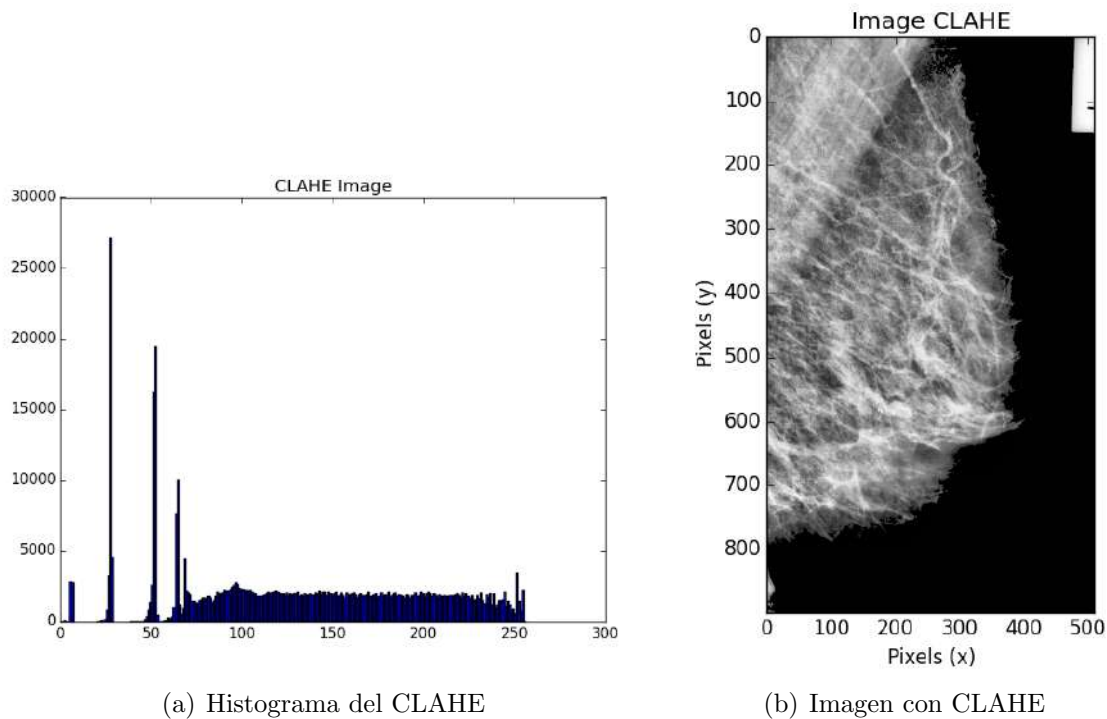 CLAHE Image
30000
25000
20000
15000
10000
5000
0
0 50 100 150 200 250 300
(a) Histograma del CLAHE
Image CLAHE
0
100
200
300
400
500
600
700
800
Pixels (y)
0 100 200 300 400 500
Pixels (x)
(b) Imagen con CLAHE